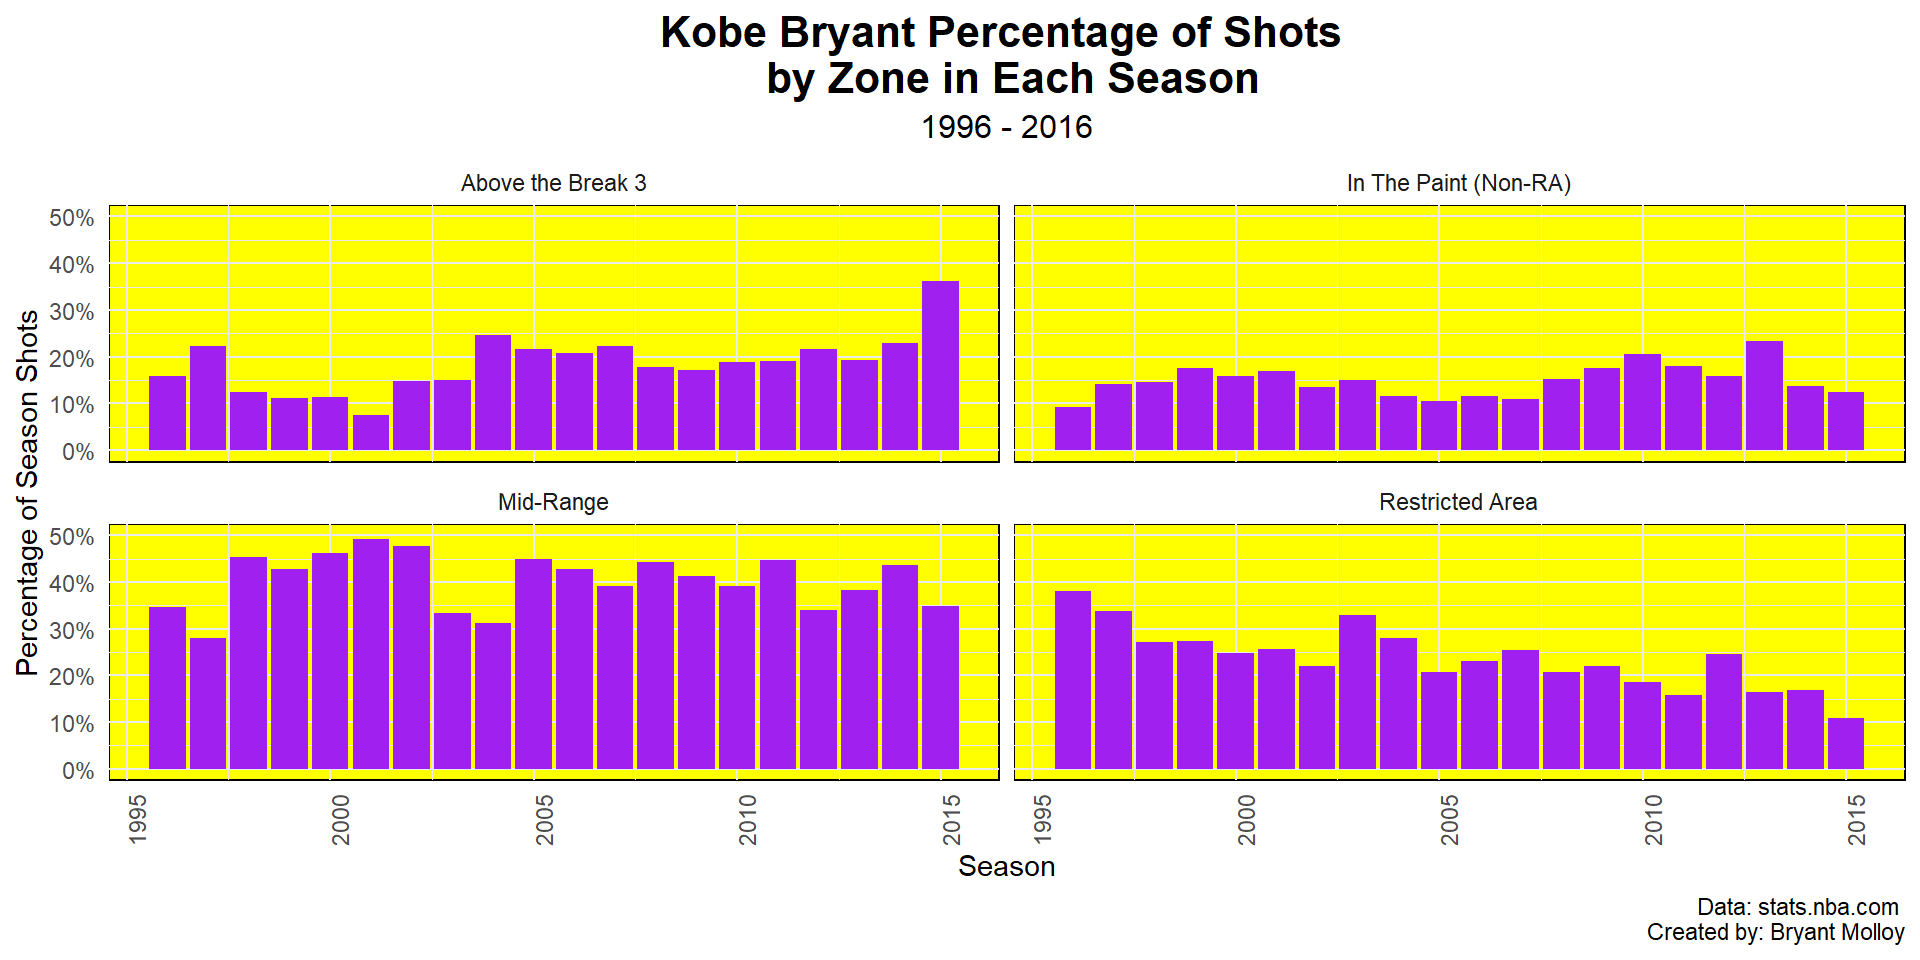 Kobe Bryant Percentage of Shots
by Zone in Each Season
1996 - 2016
Above the Break 3
In The Paint (Non-RA)
50%
40%
30%
20%
10%
0%
Percentage of Season Shots
Mid-Range
Restricted Area
50%
40%
30%
20%
10%
0%
1995
2000
2005
2010
2015
1995
2000
2005
2010
2015
Season
Data: stats.nba.com
Created by: Bryant Molloy